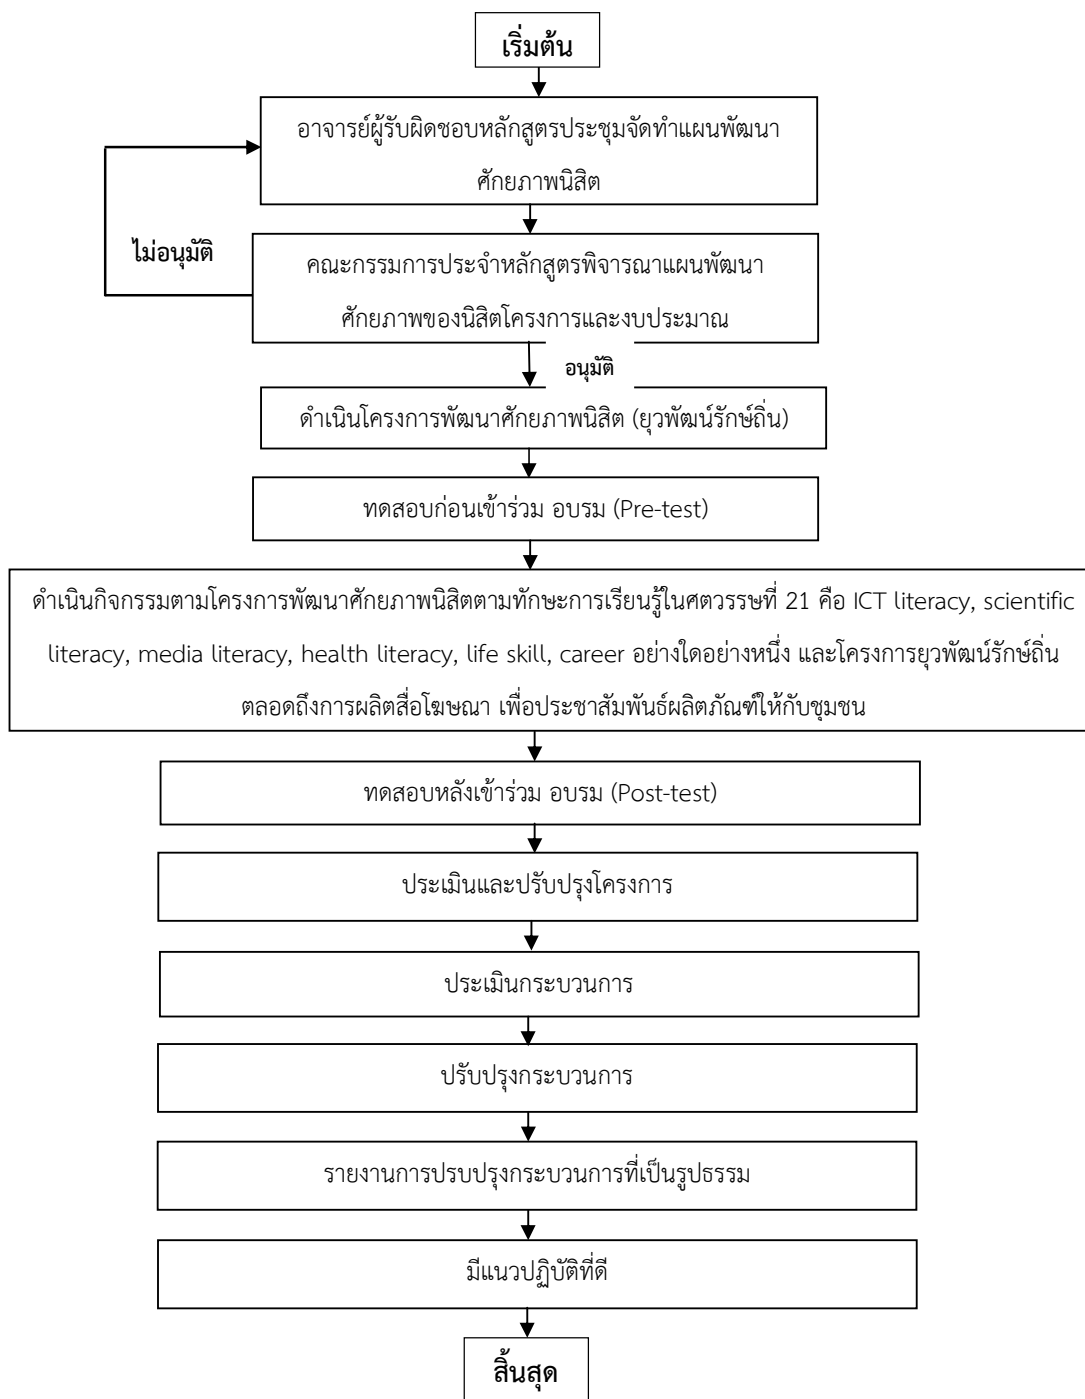 เริ่มต้น
อาจารย์ผู้รับผิดชอบหลักสูตรประชุมจัดทำแผนพัฒนา
ศักยภาพนิสิต
ไม่อนุมัติ
คณะกรรมการประจำหลักสูตรพิจารณาแผนพัฒนา
ศักยภาพของนิสิตโครงการและงบประมาณ
อนุมัติ
ดำเนินโครงการพัฒนาศักยภาพนิสิต (ยุวพัฒน์รักษ์ถิ่น)
ทดสอบก่อนเข้าร่วม อบรม (Pre-test)
ดำเนินกิจกรรมตามโครงการพัฒนาศักยภาพนิสิตตามทักษะการเรียนรู้ในศตวรรษที่ 21 คือ ICT literacy, scientific
literacy, media literacy, health literacy, life skill, career อย่างใดอย่างหนึ่ง และโครงการยุวพัฒน์รักษ์ถิ่น
ตลอดถึงการผลิตสื่อโฆษณา เพื่อประชาสัมพันธ์ผลิตภัณฑ์ให้กับชุมชน
ทดสอบหลังเข้าร่วม อบรม (Post-test)
ประเมินและปรับปรุงโครงการ
ประเมินกระบวนการ
ปรับปรุงกระบวนการ
รายงานการปรบปรุงกระบวนการที่เป็นรูปธรรม
มีแนวปฏิบัติที่ดี
สิ้นสุด